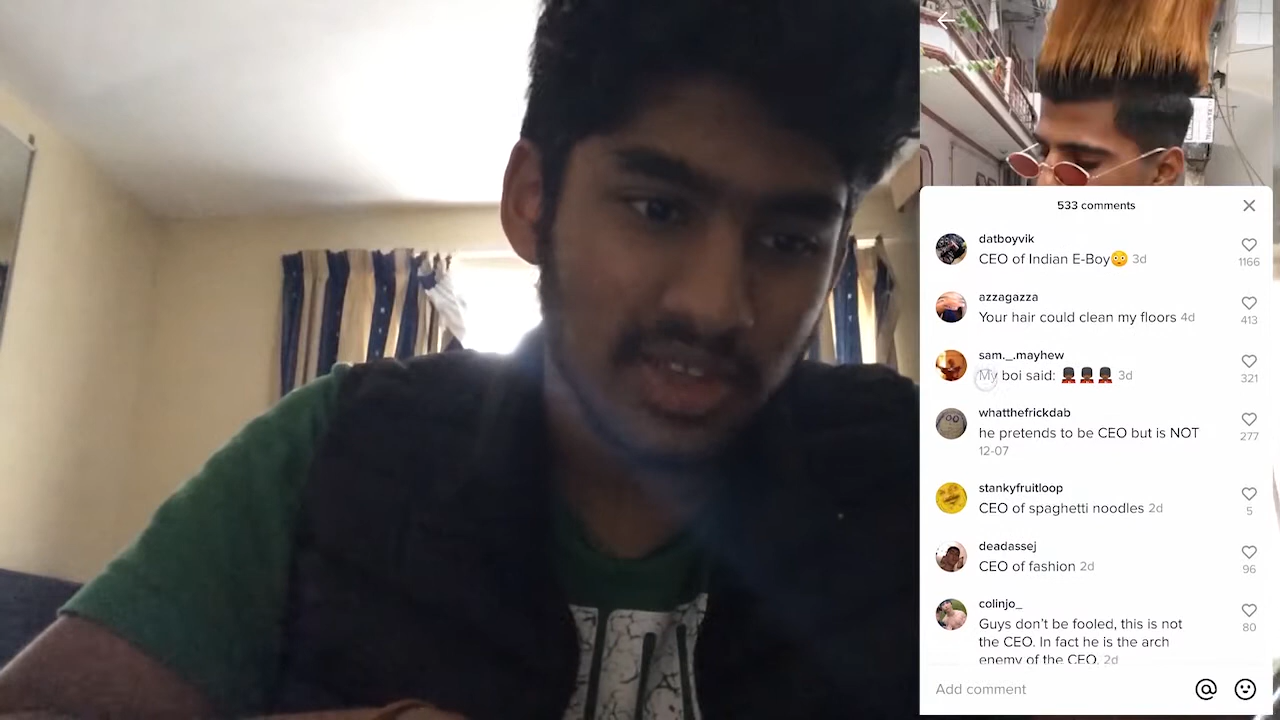 533 comments
datboyvik
CEO of Indian E-Boy😳 3d
1166
azzagazza
Your hair could clean my floors 4d
413
sam._.mayhew
My boi said: 💂🏿💂🏿💂🏿 3d
321
whatthefrickdab
he pretends to be CEO but is NOT
12-07
277
stankyfruitloop
CEO of spaghetti noodles 2d
5
deadassej
CEO of fashion 2d
96
colinjo_
Guys don't be fooled, this is not
the CEO. In fact he is the arch
enemy of the CEO. 2d
80
Add comment
@